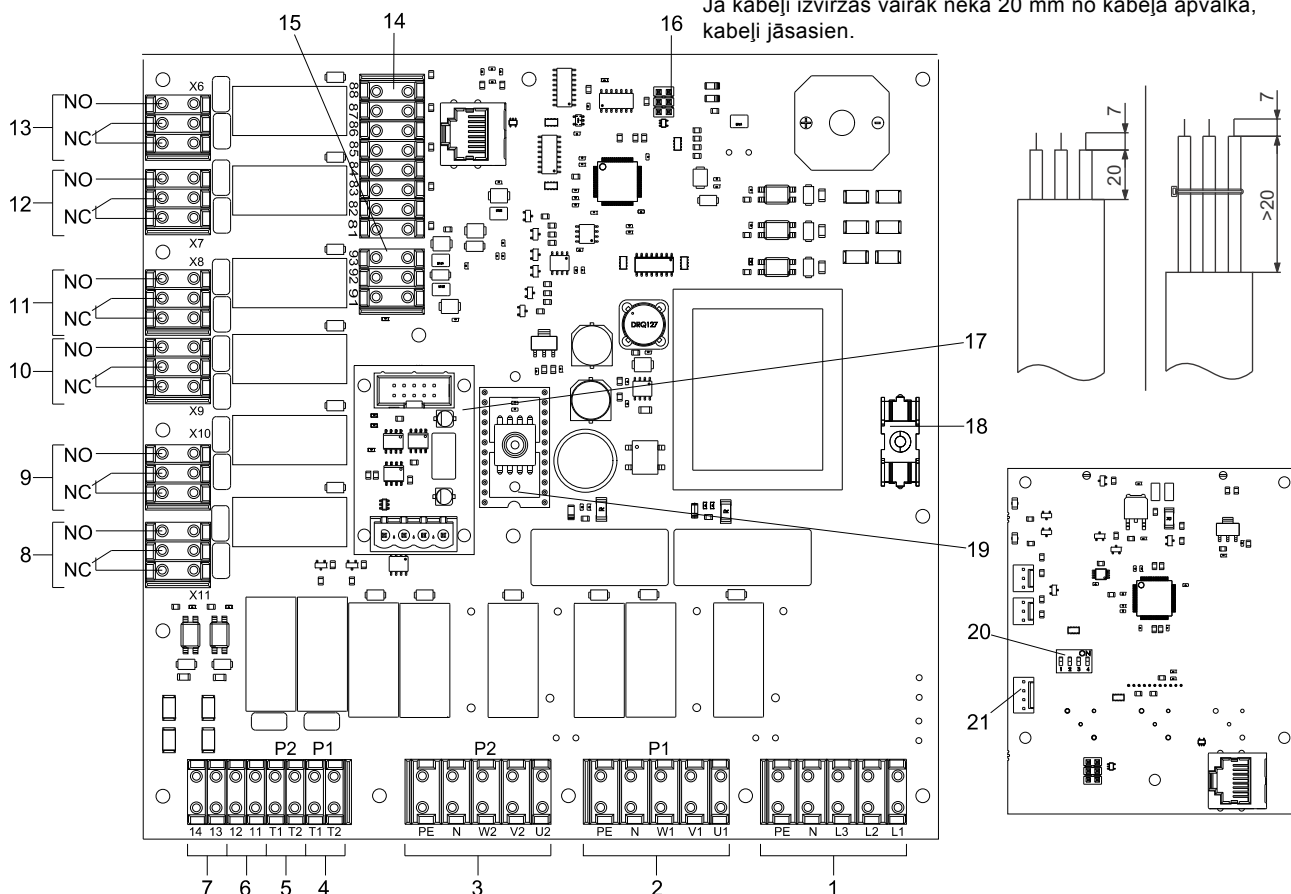 Ja kabeļi izvirzās vairāk nekā 20 mm no kabeļa apvalka,
kabeļi jāsasien.
15
14
16
13
NO
NC
X6
12
NO
NC
X7
X8
11
NO
NC
10
NO
NC
X9
X10
9
NO
NC
8
NO
NC
X11
88
87
86
85
84
83
82
81
93
92
91
DRQ127
17
18
19
7
20
7
>20
20
ON
1 2 3 4
21
P2 P1
14 13 12 11 T1 T2 T1 T2
7 6 5 4
P2
PE N W2 V2 U2
3
P1
PE N W1 V1 U1
2
PE N L3 L2 L1
1